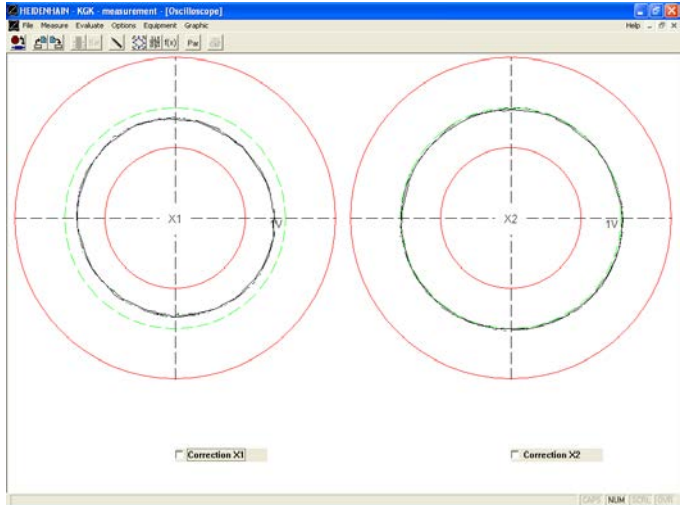 HEIDENHAIN - KGK - measurement - [Oscilloscope]
File Measure Evaluate Options Equipment Graphic Help
f(x) Par
X1 1V X2 1V
Correction X1 Correction X2
CAPS NUM SCRL OVR